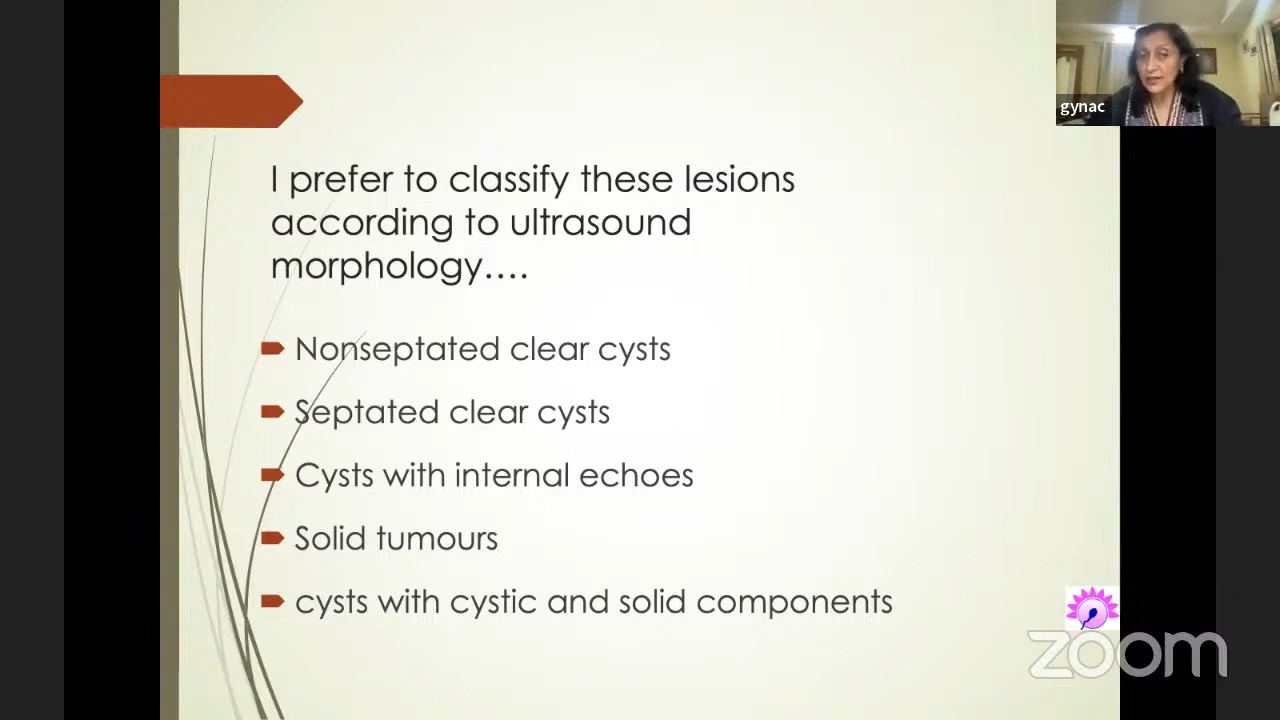 gynac
I prefer to classify these lesions
according to ultrasound
morphology....
Nonseptated clear cysts
Septated clear cysts
Cysts with internal echoes
Solid tumours
cysts with cystic and solid components
zoom